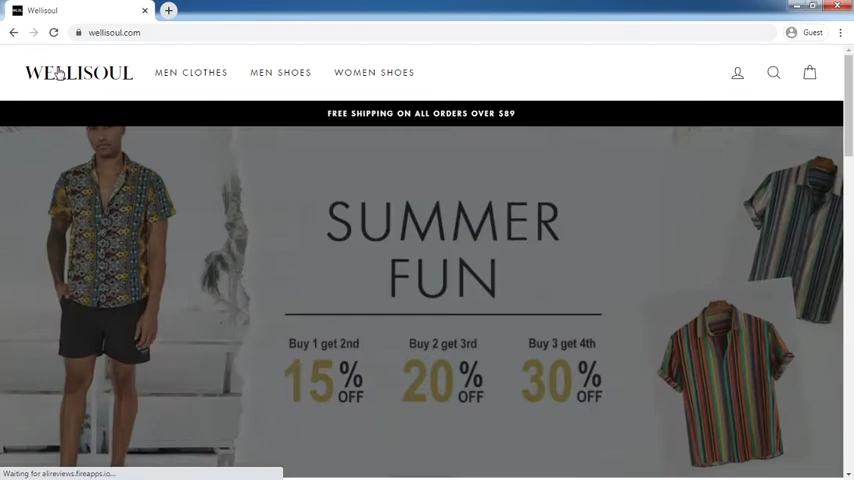 Wellisoul
wellisoul.com
Guest
WELLISOUL
MEN CLOTHES
MEN SHOES
WOMEN SHOES
FREE SHIPPING ON ALL ORDERS OVER $89
SUMMER
FUN
Buy 1 get 2nd
Buy 2 get 3rd
Buy 3 get 4th
15% OFF
20% OFF
30% OFF
Waiting for alireviews.fireapps.io...